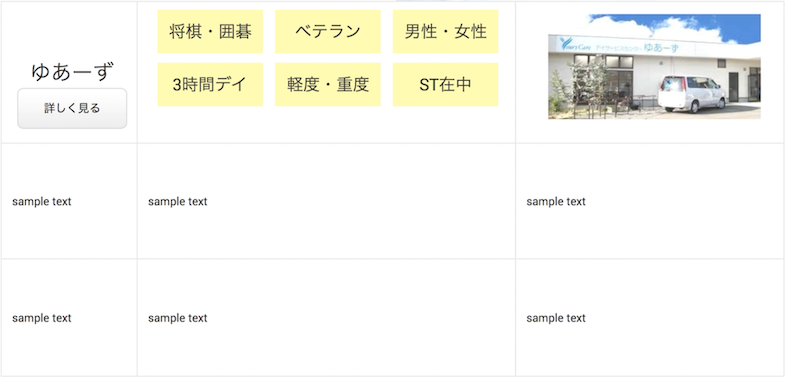 ゆあーず
詳しく見る
将棋・囲碁
ベテラン
男性・女性
3時間デイ
軽度・重度
ST在中
Your's Care デイサービスセンター ゆあーず
sample text
sample text
sample text
sample text
sample text
sample text